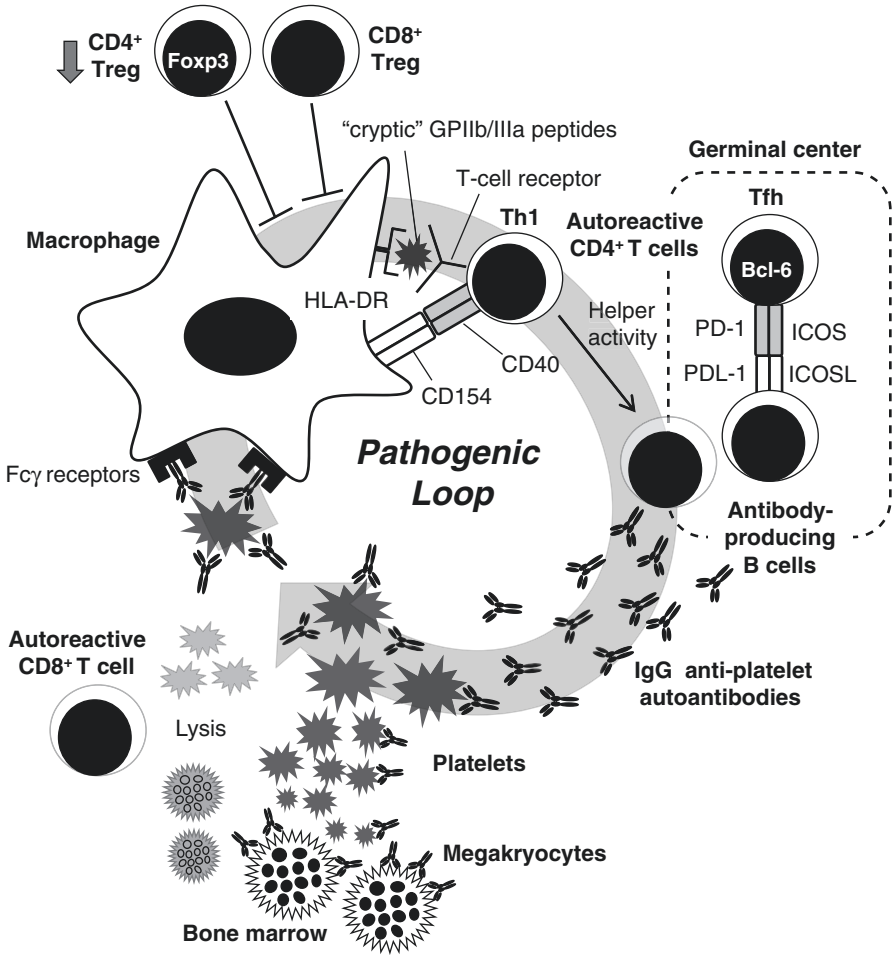 CD4+
Treg
Foxp3
CD8+
Treg
“cryptic” GPIIb/IIIa peptides
T-cell receptor
Germinal center
Macrophage
Th1
Autoreactive
CD4+ T cells
Tfh
Bcl-6
HLA-DR
Helper
activity
PD-1
ICOS
CD40
PDL-1
ICOSL
CD154
Pathogenic
Loop
Fcγ receptors
Antibody-
producing
B cells
Autoreactive
CD8+ T cell
IgG anti-platelet
autoantibodies
Lysis
Platelets
Megakryocytes
Bone marrow